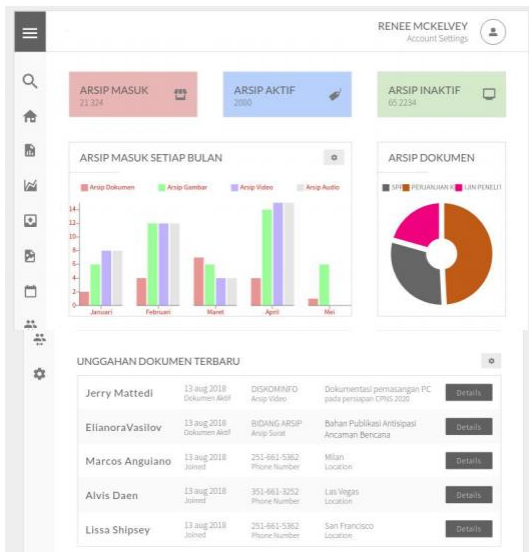 RENEE MCKELVEY
Account Settings
ARSIP MASUK
21 324
ARSIP AKTIF
2000
ARSIP INAKTIF
65 2234
ARSIP MASUK SETIAP BULAN
Arsip Dokumen Arsip Gambar Arsip Video Arsip Audio
14
12
10
8
6
4
2
0
Januari Februari Maret April Mei
ARSIP DOKUMEN
PERJANJIAN K LAN PENELIT
UNGGAHAN DOKUMEN TERBARU
Jerry Mattedi 13 aug 2018 DISKOMINFO Dokumentasi pemasangan PC Details
Dokumen Aktif Arsip Video pada persiapan CPNS 2020
ElianoraVasilov 13 aug 2018 BIDANG ARSIP Bahan Publikasi Antisipasi Details
Dokumen Aktif Arsip Surat Ancaman Bencana
Marcos Anguiano 13 aug 2018 251-661-5362 Milan Details
Joined Phone Number Location
Alvis Daen 13 aug 2018 351-661-3252 Las Vegas Details
Joined Phone Number Location
Lissa Shipsey 13 aug 2018 251-661-5362 San Francisco Details
Joined Phone Number Location